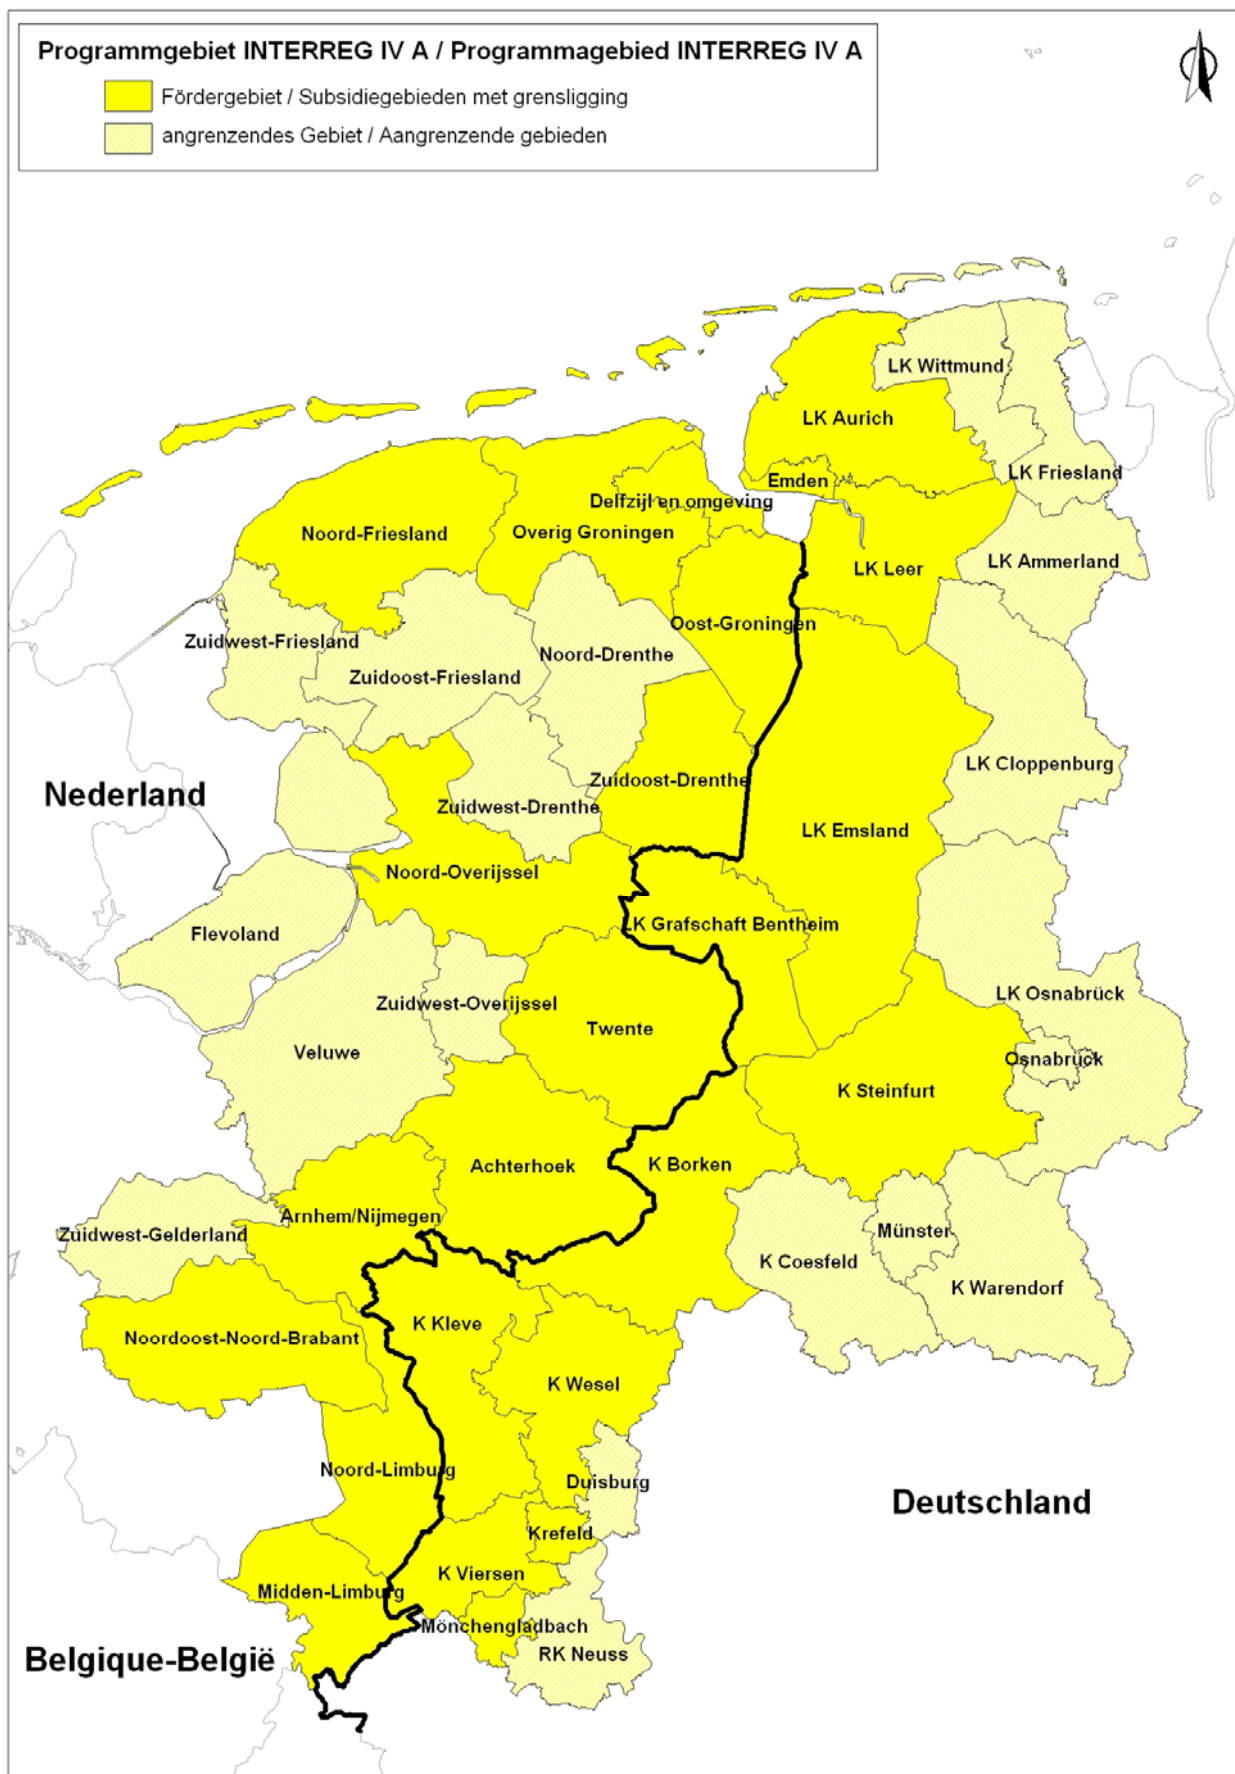 Programmgebiet INTERREG IV A / Programmagebied INTERREG IV A
Fördergebiet / Subsidiegebieden met grensligging
angrenzendes Gebiet / Aangrenzende gebieden
LK Wittmund
LK Aurich
LK Friesland
Emden
Delfzijl en omgeving
Noord-Friesland
Overig Groningen
LK Ammerland
LK Leer
Oost-Groningen
Zuidwest-Friesland
Noord-Drenthe
Zuidoost-Friesland
LK Cloppenburg
Zuidoost-Drenthe
Nederland
Zuidwest-Drenthe
LK Emsland
Noord-Overijssel
LK Grafschaft Bentheim
Flevoland
LK Osnabrück
Zuidwest-Overijssel
Twente
Veluwe
Osnabrück
K Steinfurt
K Borken
Achterhoek
Arnhem/Nijmegen
Zuidwest-Gelderland
Münster
K Coesfeld
K Warendorf
K Kleve
Noordoost-Noord-Brabant
K Wesel
Noord-Limburg
Duisburg
Deutschland
Krefeld
K Viersen
Midden-Limburg
Mönchengladbach
RK Neuss
Belgique-België